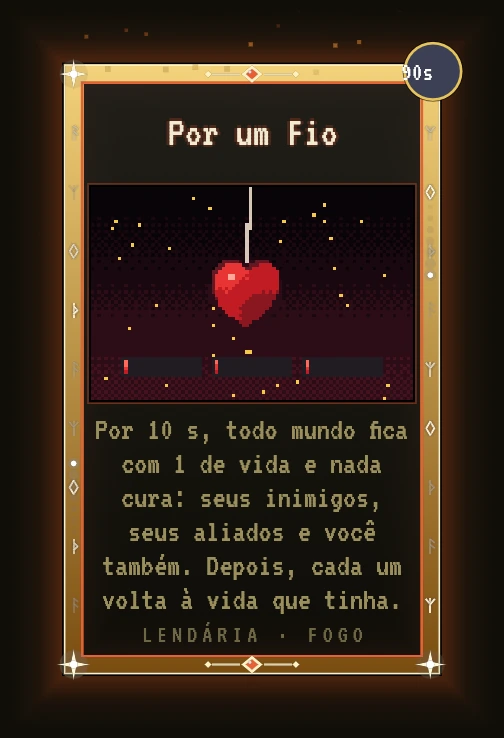 90s
Por um Fio
Por 10 s, todo mundo fica
com 1 de vida e nada
cura: seus inimigos,
seus aliados e você
também. Depois, cada um
volta à vida que tinha.
LENDÁRIA · FOGO